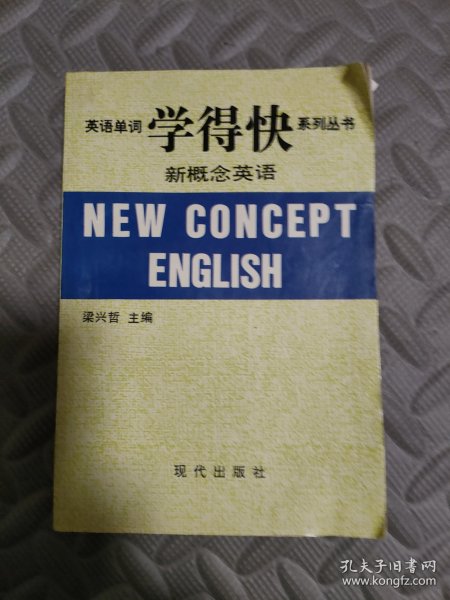 英语单词 学得快 系列丛书
新概念英语
NEW CONCEPT
ENGLISH
梁兴哲 主编
现代出版社
孔夫子旧书网
www.kongfz.com